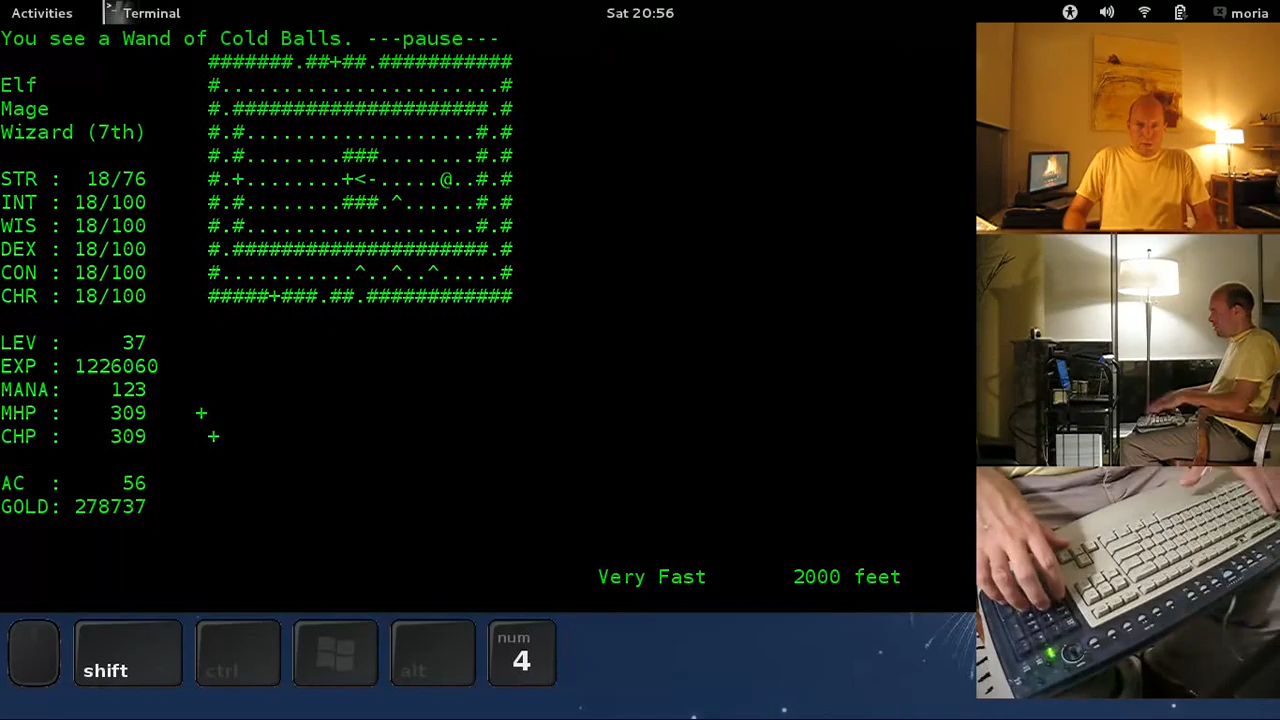 Activities Terminal Sat 20:56 moria
You see a Wand of Cold Balls. ---pause---
#######.##+##.###########
Elf #.......................#
Mage #.#####################.#
Wizard (7th) #.#...................#.#
#.#........###........#.#
STR : 18/76 #.+........+<-.....@..#.#
INT : 18/100 #.#........###.^......#.#
WIS : 18/100 #.#...................#.#
DEX : 18/100 #.#####################.#
CON : 18/100 #...........^..^..^.....#
CHR : 18/100 #####+###.##.############
LEV : 37
EXP : 1226060
MANA: 123
MHP : 309 +
CHP : 309 +
AC : 56
GOLD: 278737
Very Fast 2000 feet
shift ctrl alt num
4